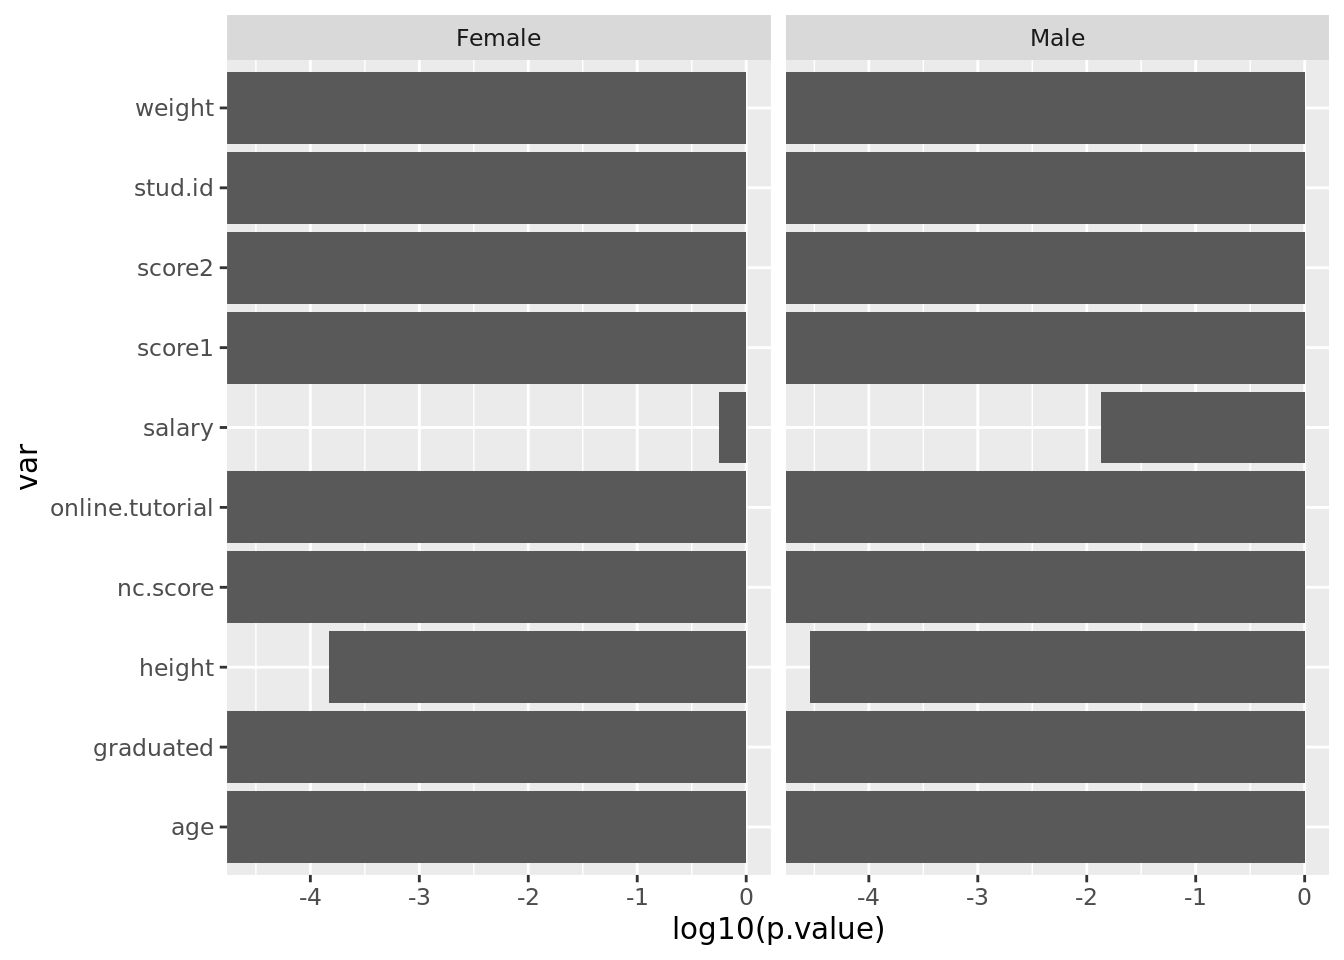 Female
Male
weight
stud.id
score2
score1
salary
online.tutorial
nc.score
height
graduated
age
var
-4 -3 -2 -1 0
-4 -3 -2 -1 0
log10(p.value)